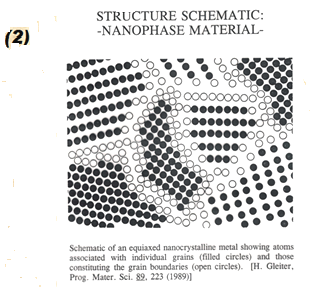 STRUCTURE SCHEMATIC:
-NANOPHASE MATERIAL-
(2)
Schematic of an equiaxed nanocrystalline metal showing atoms
associated with individual grains (filled circles) and those
constituting the grain boundaries (open circles). [H. Gleiter,
Prog. Mater. Sci. 89, 223 (1989)]